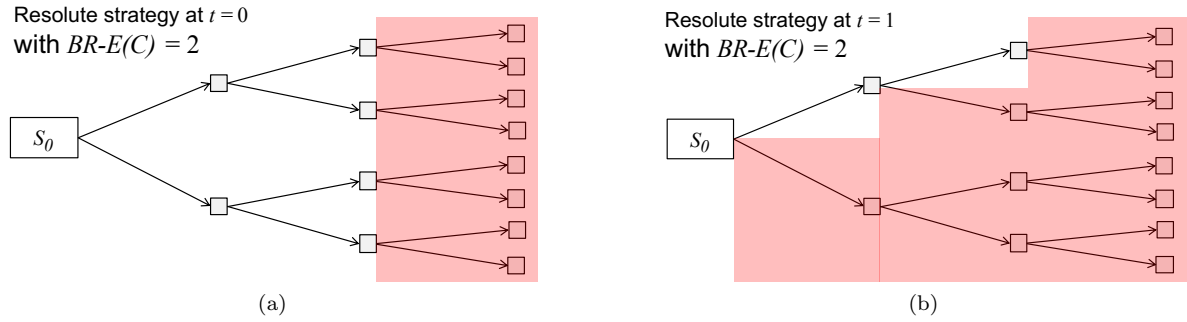 Resolute strategy at t = 0
with BR-E(C) = 2
S0
(a)
Resolute strategy at t = 1
with BR-E(C) = 2
S0
(b)